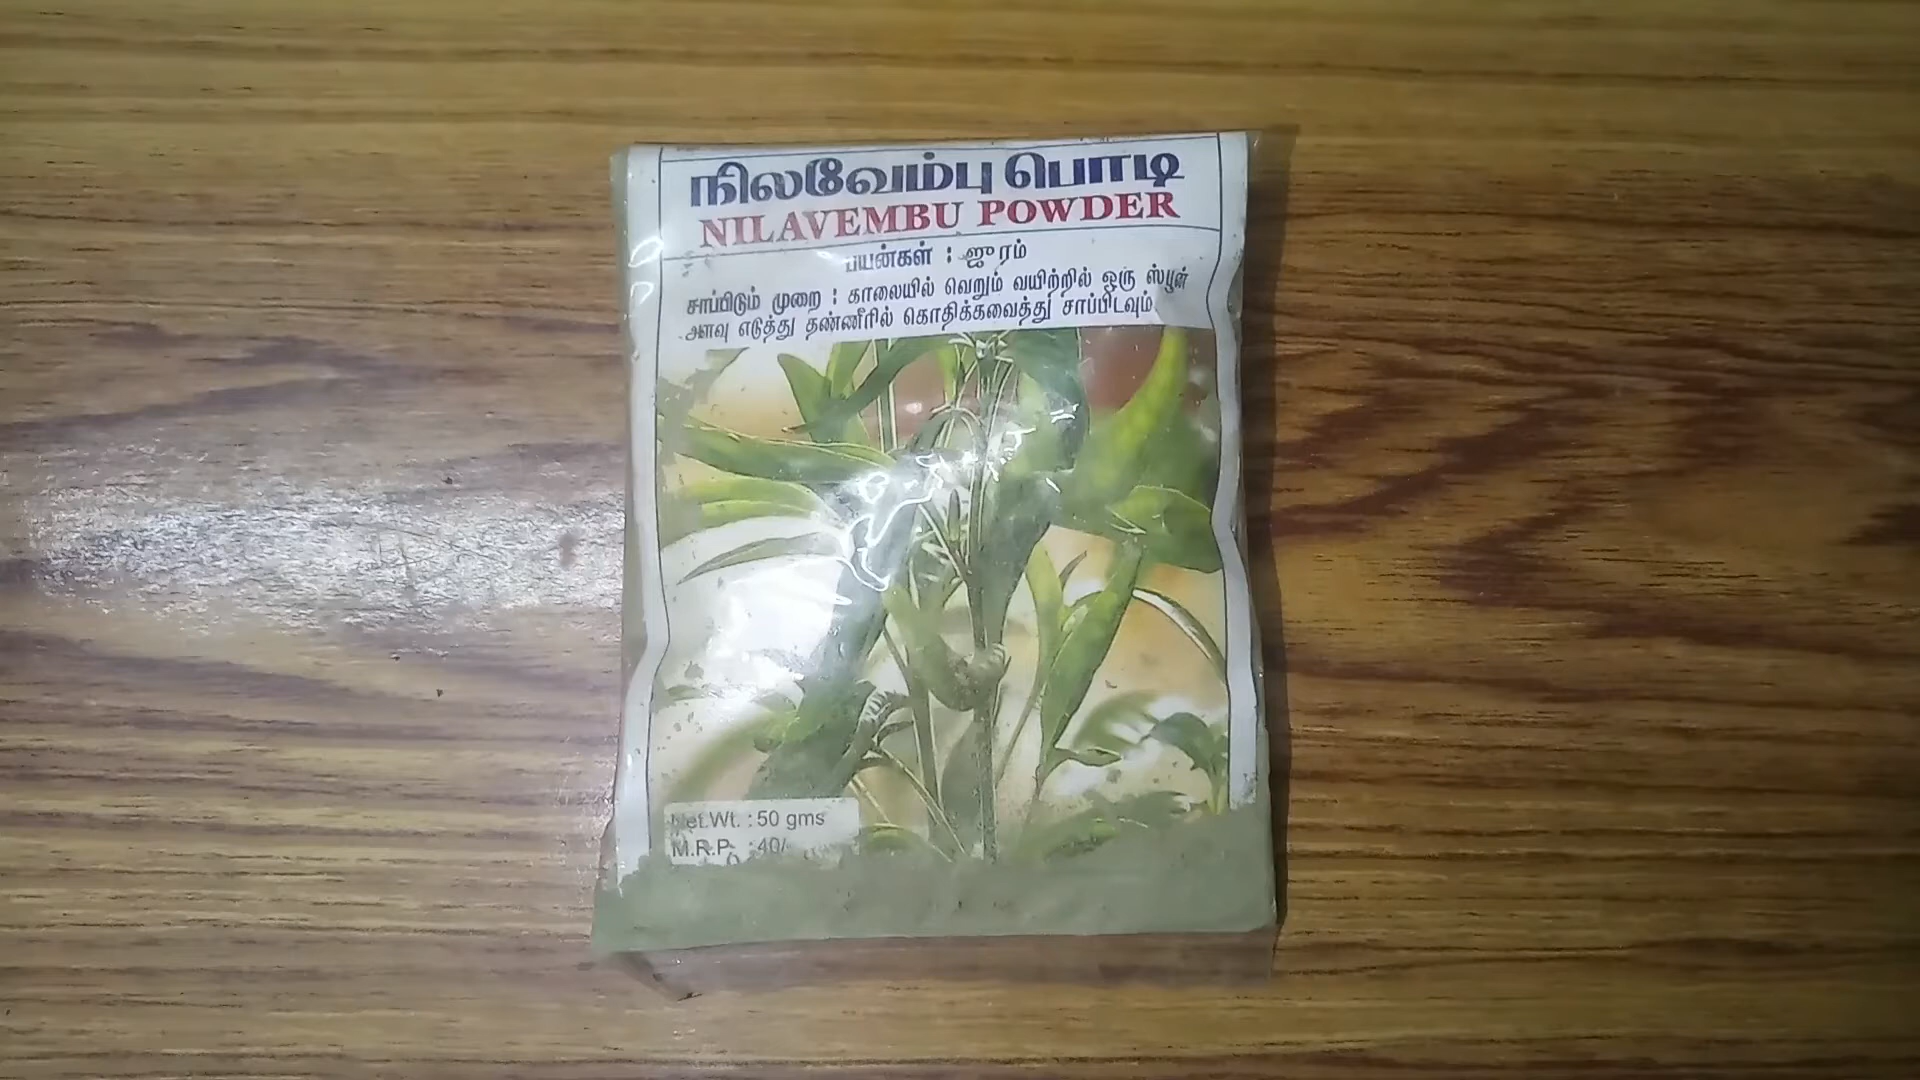 நிலவேம்பு பொடி
NILAVEMBU POWDER
பயன்கள் : ஜுரம்
சாப்பிடும் முறை : காலையில் வெறும் வயிற்றில் ஒரு ஸ்பூன்
அளவு எடுத்து தண்ணீரில் கொதிக்கவைத்து சாப்பிடவும்
Net.Wt. : 50 gms
M.R.P. : 40/-